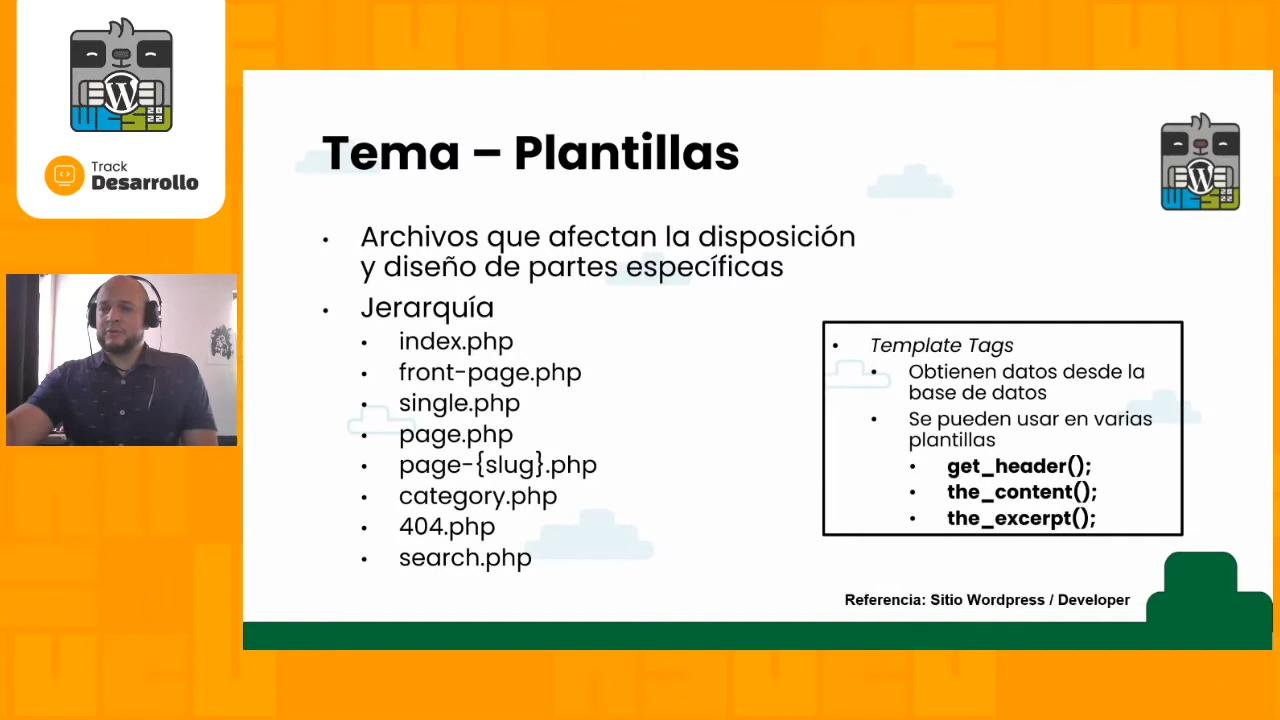 Track
Desarrollo
Tema – Plantillas
• Archivos que afectan la disposición
y diseño de partes específicas
• Jerarquía
• index.php
• front-page.php
• single.php
• page.php
• page-{slug}.php
• category.php
• 404.php
• search.php
• Template Tags
• Obtienen datos desde la
base de datos
• Se pueden usar en varias
plantillas
• get_header();
• the_content();
• the_excerpt();
Referencia: Sitio Wordpress / Developer